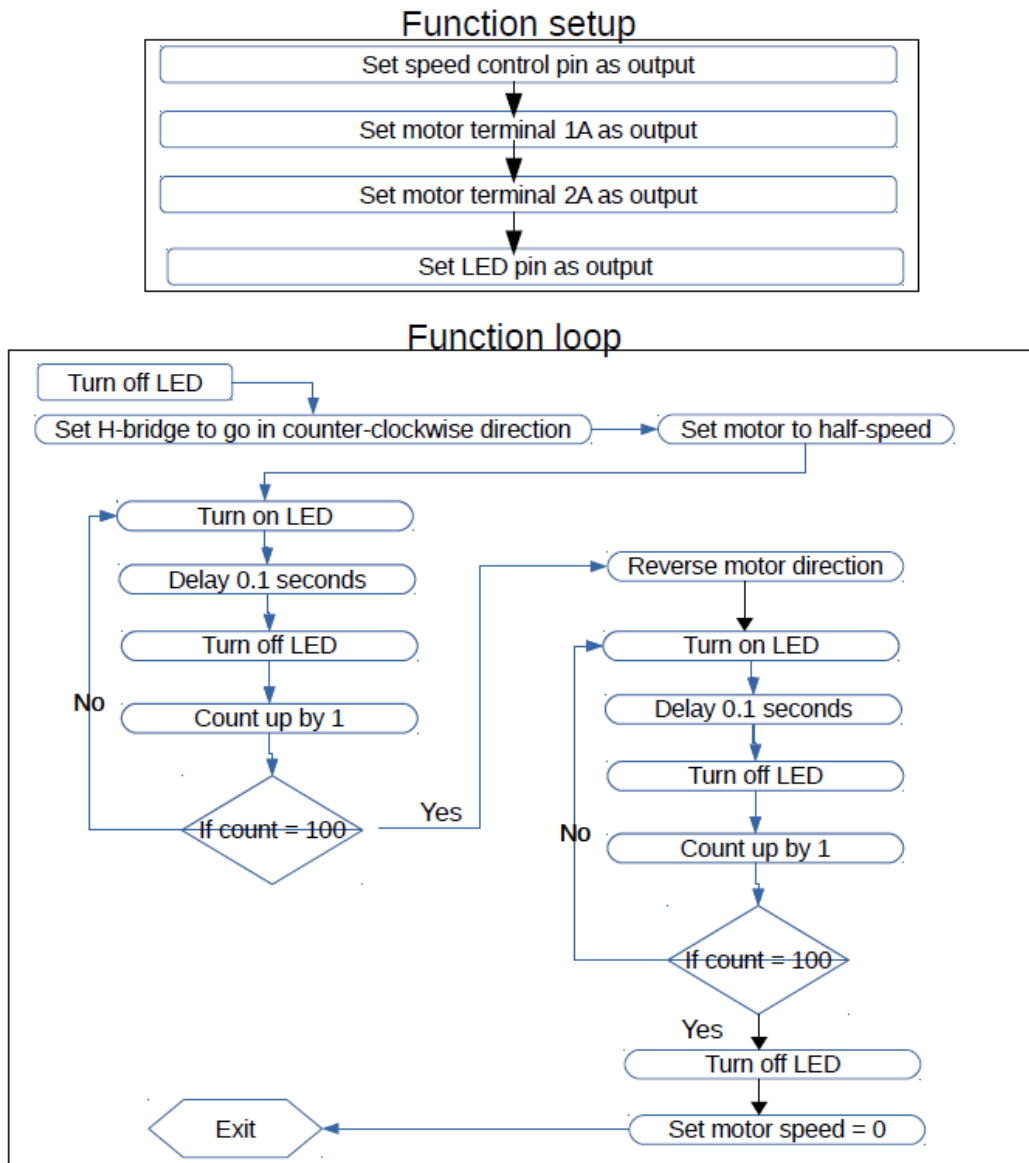 Function setup
Set speed control pin as output
Set motor terminal 1A as output
Set motor terminal 2A as output
Set LED pin as output
Function loop
Turn off LED
Set H-bridge to go in counter-clockwise direction
Set motor to half-speed
Turn on LED
Delay 0.1 seconds
Turn off LED
No
Count up by 1
If count = 100
Yes
Reverse motor direction
Turn on LED
Delay 0.1 seconds
Turn off LED
No
Count up by 1
If count = 100
Yes
Turn off LED
Set motor speed = 0
Exit